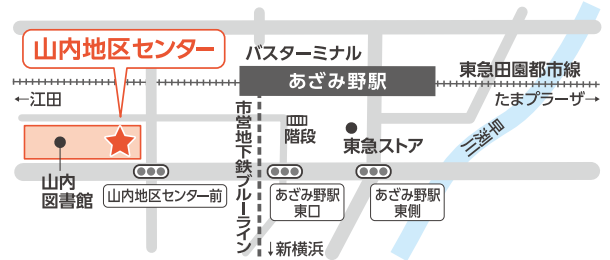 山内地区センター
バスターミナル
あざみ野駅
東急田園都市線
←江田
たまプラーザ→
市営地下鉄ブルーライン
階段
東急ストア
早渕川
山内
図書館
山内地区センター前
あざみ野駅
東口
あざみ野駅
東側
↓新横浜